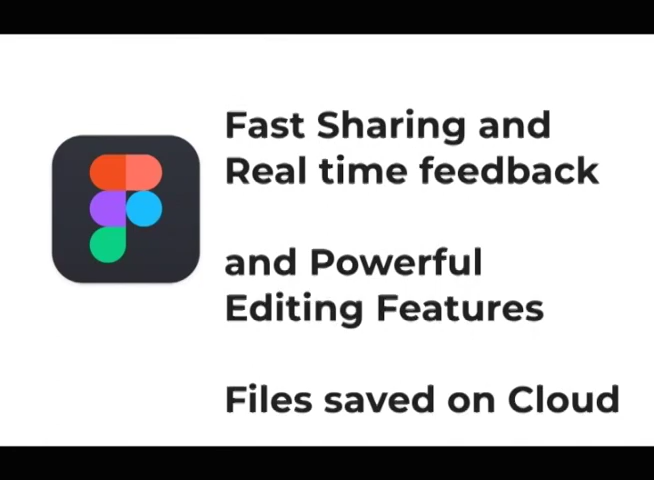 Fast Sharing and
Real time feedback
and Powerful
Editing Features
Files saved on Cloud